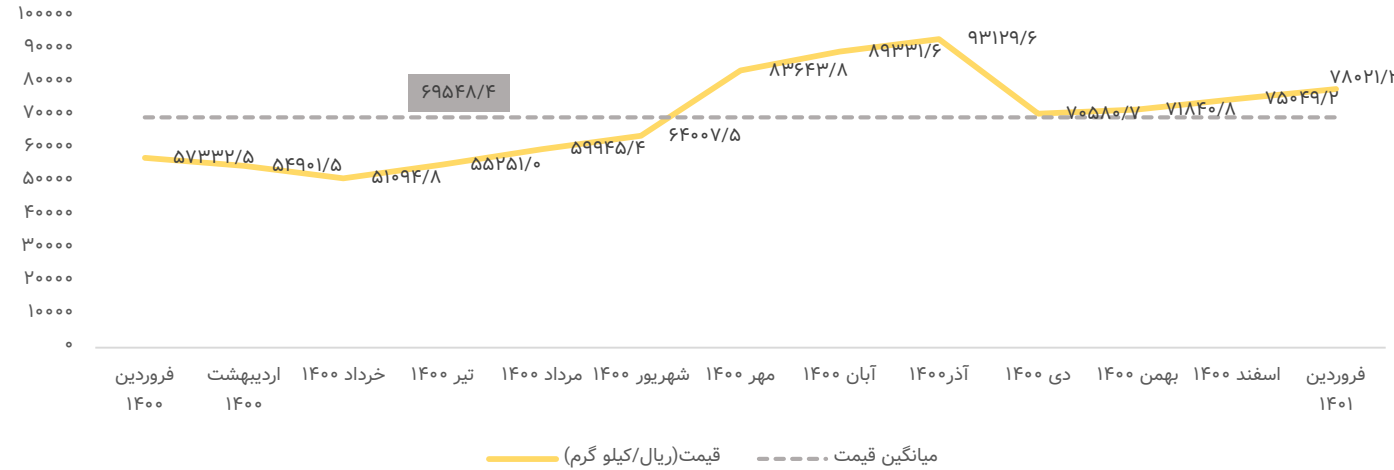 ۱۰۰۰۰۰
۹۰۰۰۰
۸۰۰۰۰
۷۰۰۰۰
۶۰۰۰۰
۵۰۰۰۰
۴۰۰۰۰
۳۰۰۰۰
۲۰۰۰۰
۱۰۰۰۰
۰
۵۷۳۳۲/۵
۵۴۹۰۱/۵
۵۱۰۹۴/۸
۵۵۲۵۱/۰
۵۹۹۴۵/۴
۶۴۰۰۷/۵
۸۳۶۴۳/۸
۸۹۳۳۱/۶
۹۳۱۲۹/۶
۷۰۵۸۰/۷
۷۱۸۴۰/۸
۷۵۰۴۹/۲
۷۸۰۲۱/۲
۶۹۵۴۸/۴
فروردین
۱۴۰۰
اردیبهشت
۱۴۰۰
خرداد ۱۴۰۰
تیر ۱۴۰۰
مرداد ۱۴۰۰
شهریور ۱۴۰۰
مهر ۱۴۰۰
آبان ۱۴۰۰
آذر۱۴۰۰
دی ۱۴۰۰
بهمن ۱۴۰۰
اسفند ۱۴۰۰
فروردین
۱۴۰۱
قیمت(ریال/کیلو گرم)
میانگین قیمت